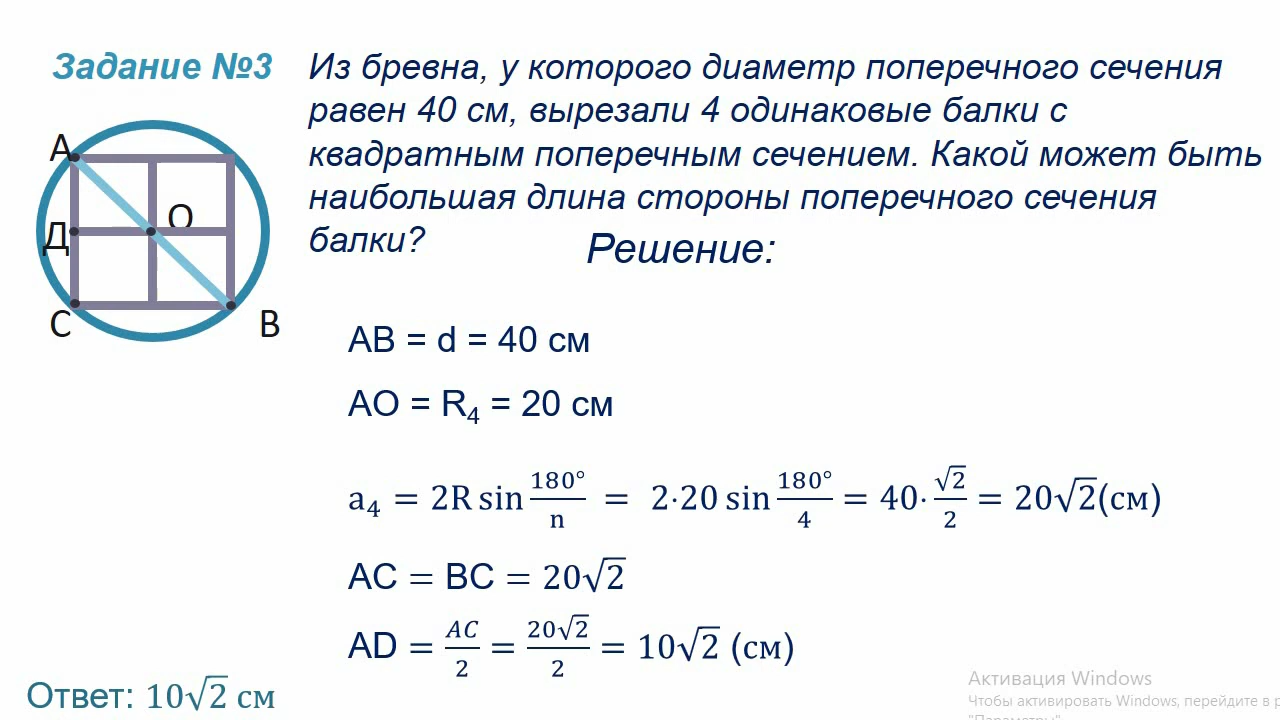 Задание №3
Из бревна, у которого диаметр поперечного сечения
равен 40 см, вырезали 4 одинаковые балки с
квадратным поперечным сечением. Какой может быть
наибольшая длина стороны поперечного сечения
балки?
Решение:
А
О
Д
С
В
AB = d = 40 см
AO = R₄ = 20 см
a₄ = 2R sin 180°/n = 2·20 sin 180°/4 = 40·√2/2 = 20√2(см)
AC = BC = 20√2
AD = AC/2 = 20√2/2 = 10√2 (см)
Ответ: 10√2 см
Активация Windows
Чтобы активировать Windows, перейдите в р
"Параметры"